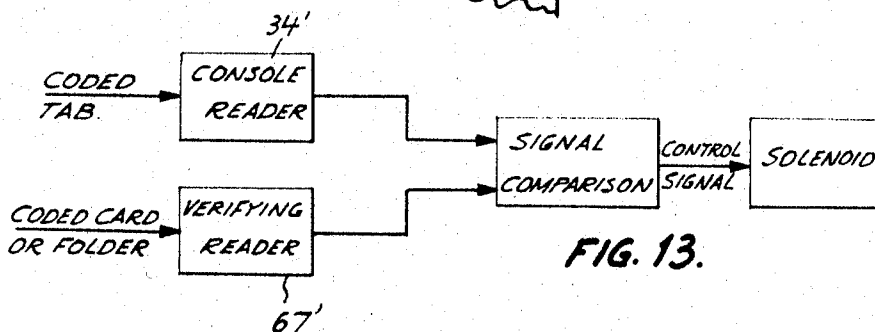 34'
CODED
TAB.
CONSOLE
READER
SIGNAL
COMPARISON
CONTROL
SIGNAL
SOLENOID
CODED CARD
OR FOLDER
VERIFYING
READER
67'
FIG. 13.